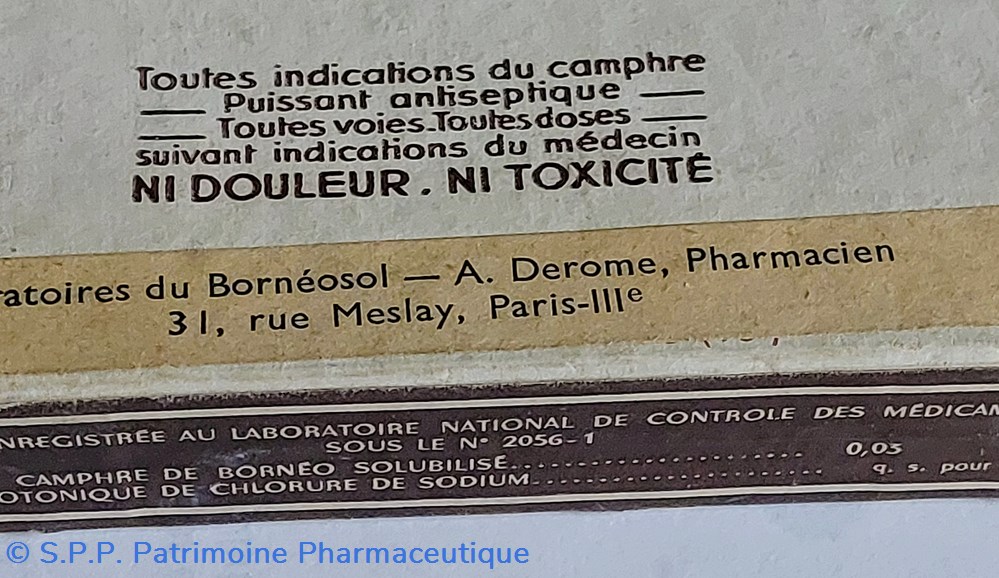 Toutes indications du camphre
Puissant antiseptique
Toutes voies_Toutes doses
suivant indications du médecin
NI DOULEUR . NI TOXICITÉ
ratoires du Bornéosol — A. Derome, Pharmacien
31, rue Meslay, Paris-IIIe
NREGISTRÉE AU LABORATOIRE NATIONAL DE CONTROLE DES MÉDICAM
SOUS LE N° 2056-1
CAMPHRE DE BORNÉO SOLUBILISÉ........................ 0,05
OTONIQUE DE CHLORURE DE SODIUM........................ q. s. pour
© S.P.P. Patrimoine Pharmaceutique